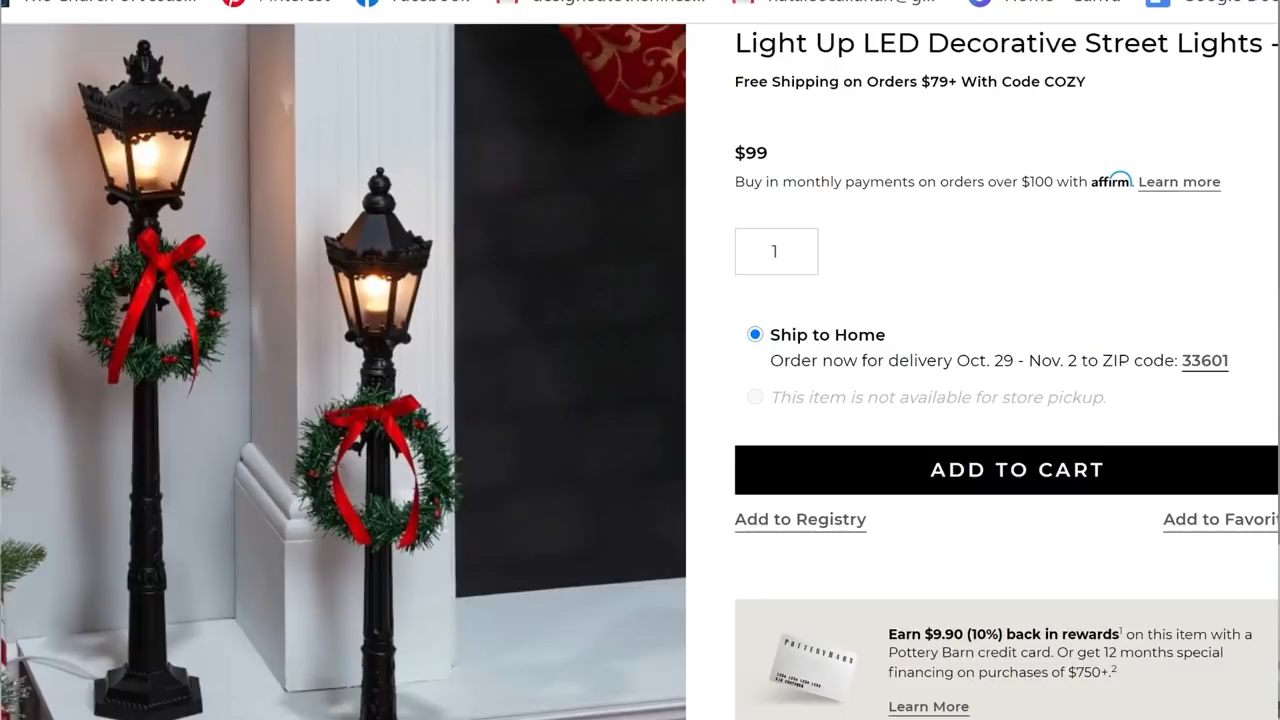 Pinterest
Facebook
Home - Canva
Light Up LED Decorative Street Lights -
Free Shipping on Orders $79+ With Code COZY
$99
Buy in monthly payments on orders over $100 with affirm. Learn more
1
Ship to Home
Order now for delivery Oct. 29 - Nov. 2 to ZIP code: 33601
This item is not available for store pickup.
ADD TO CART
Add to Registry
Add to Favori
POTTERY BARN
Earn $9.90 (10%) back in rewards1 on this item with a
Pottery Barn credit card. Or get 12 months special
financing on purchases of $750+.2
Learn More